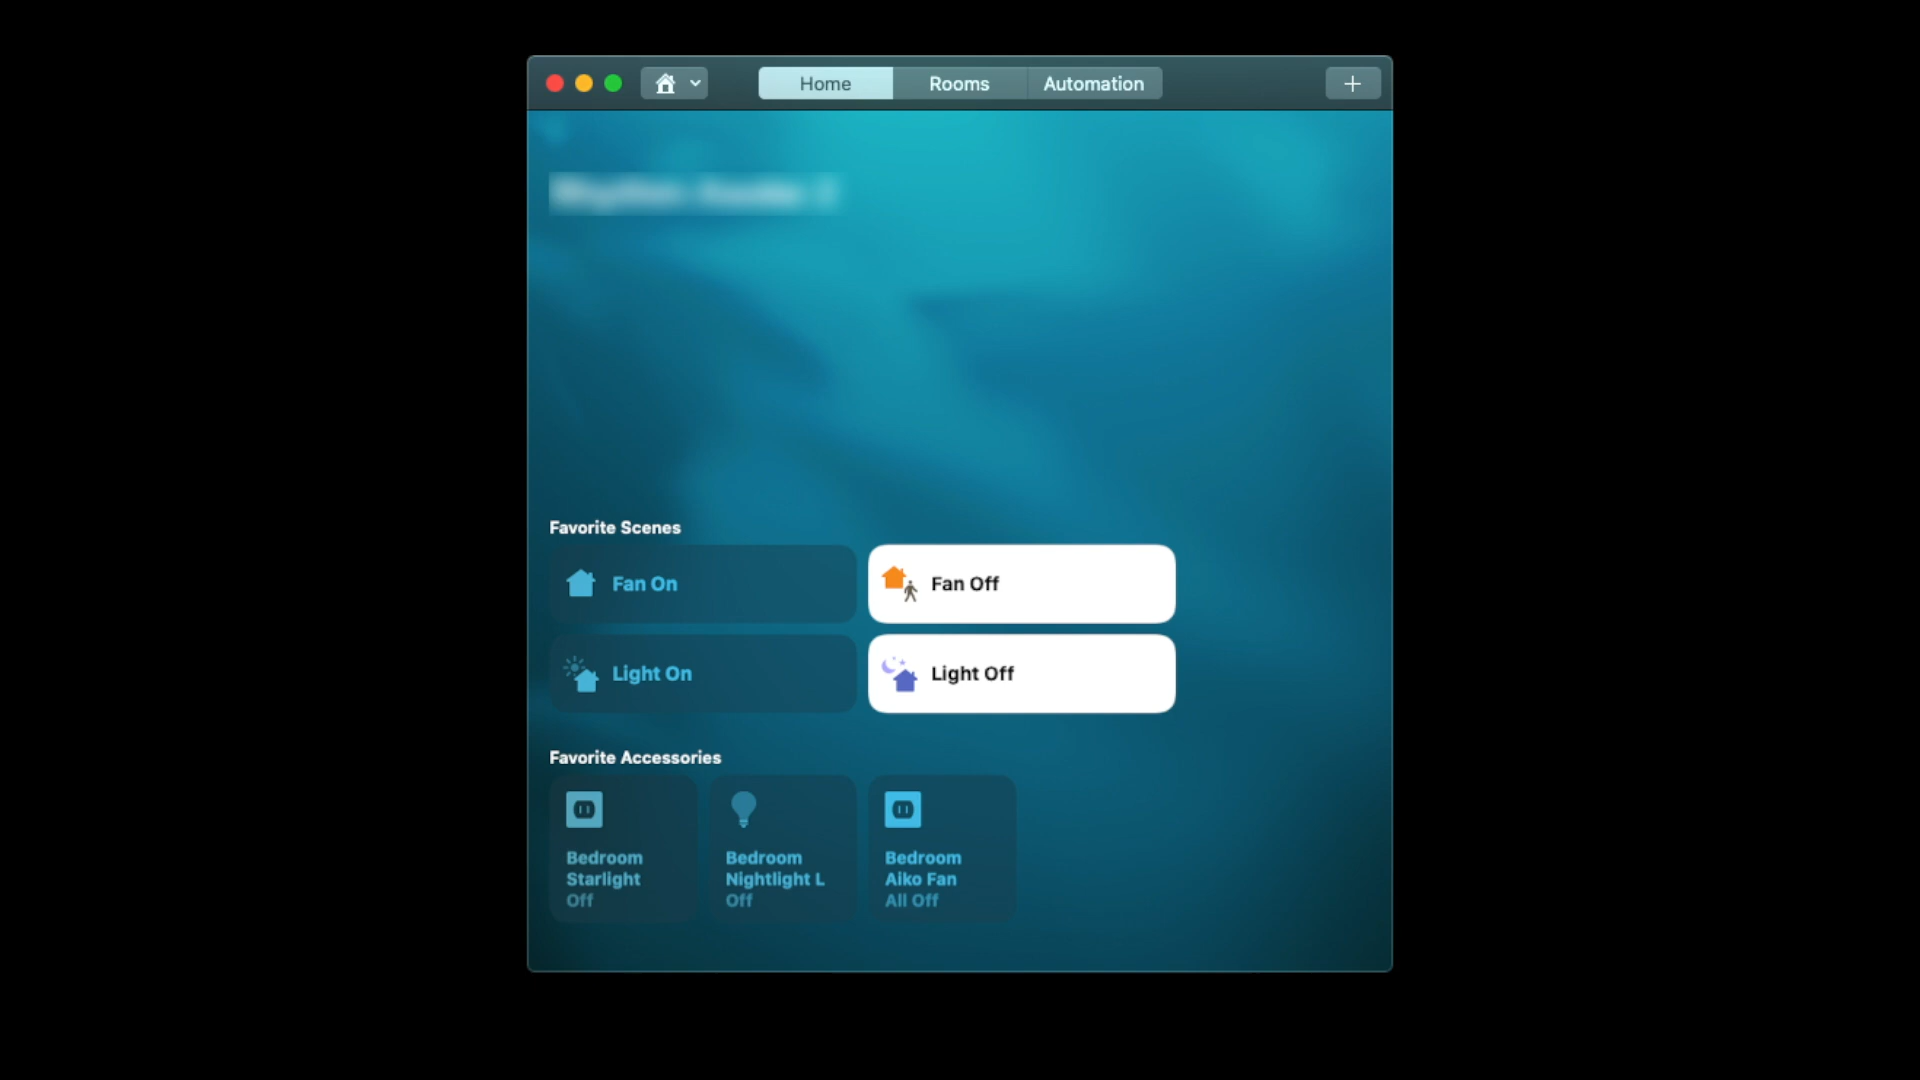 Home
Rooms
Automation
Favorite Scenes
Fan On
Fan Off
Light On
Light Off
Favorite Accessories
Bedroom
Starlight
Off
Bedroom
Nightlight L
Off
Bedroom
Aiko Fan
All Off